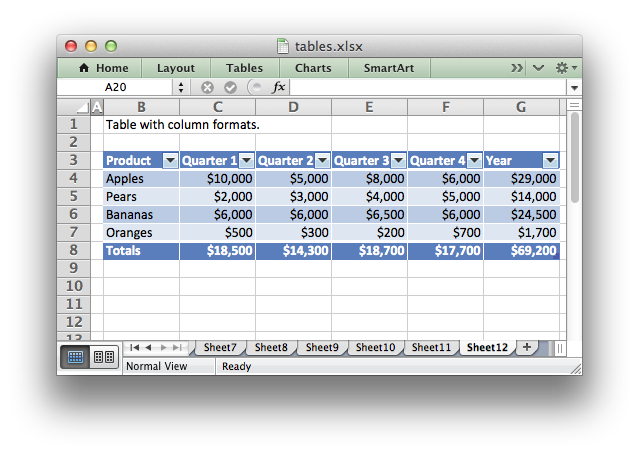 tables.xlsx
Home Layout Tables Charts SmartArt
A20 fx
A B C D E F G
1 Table with column formats.
2
3 Product Quarter 1 Quarter 2 Quarter 3 Quarter 4 Year
4 Apples $10,000 $5,000 $8,000 $6,000 $29,000
5 Pears $2,000 $3,000 $4,000 $5,000 $14,000
6 Bananas $6,000 $6,000 $6,500 $6,000 $24,500
7 Oranges $500 $300 $200 $700 $1,700
8 Totals $18,500 $14,300 $18,700 $17,700 $69,200
9
10
11
12
13
Sheet7 Sheet8 Sheet9 Sheet10 Sheet11 Sheet12 +
Normal View Ready